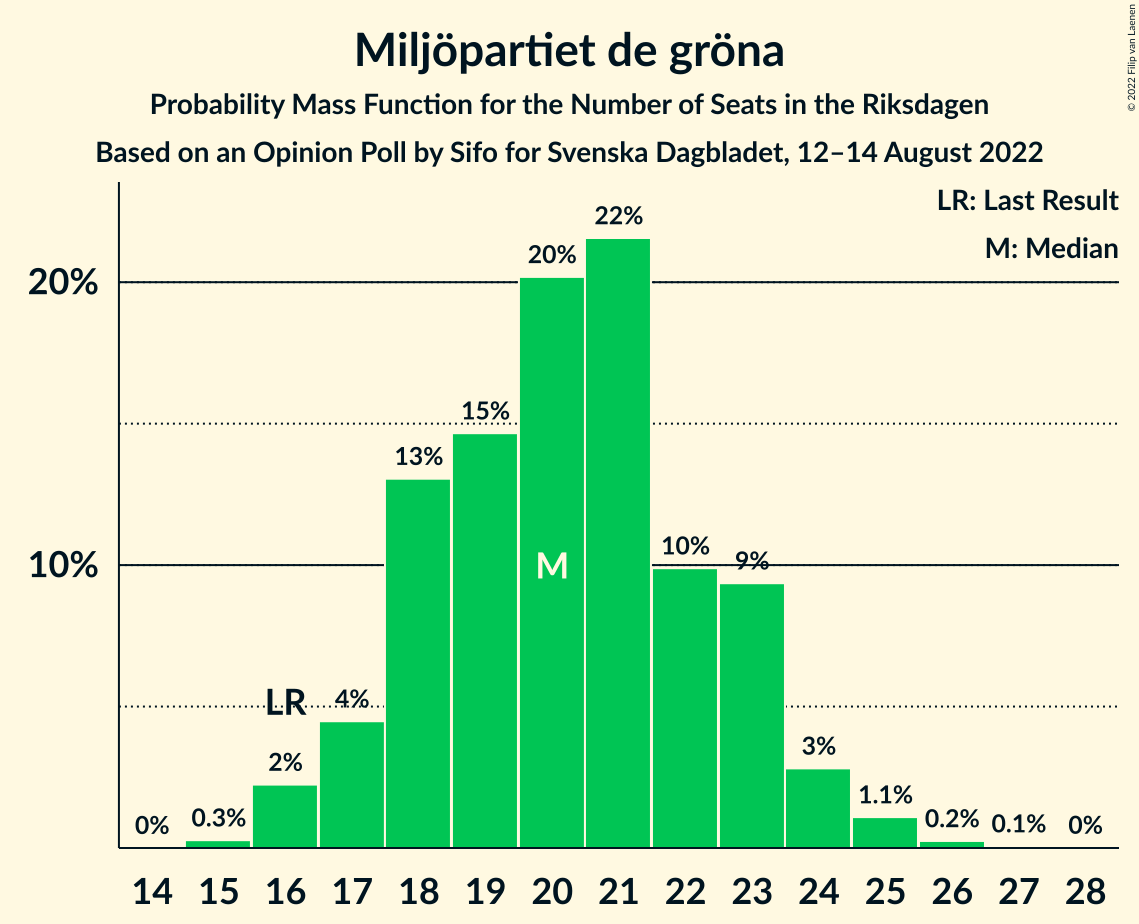 Miljöpartiet de gröna
Probability Mass Function for the Number of Seats in the Riksdagen
Based on an Opinion Poll by Sifo for Svenska Dagbladet, 12–14 August 2022
© 2022 Filip van Laenen
LR: Last Result
M: Median
22%
20%
20%
15%
13%
10%
10%
9%
M
LR
4%
2%
3%
1.1%
0%
0.3%
0.2%
0.1%
0%
14 15 16 17 18 19 20 21 22 23 24 25 26 27 28